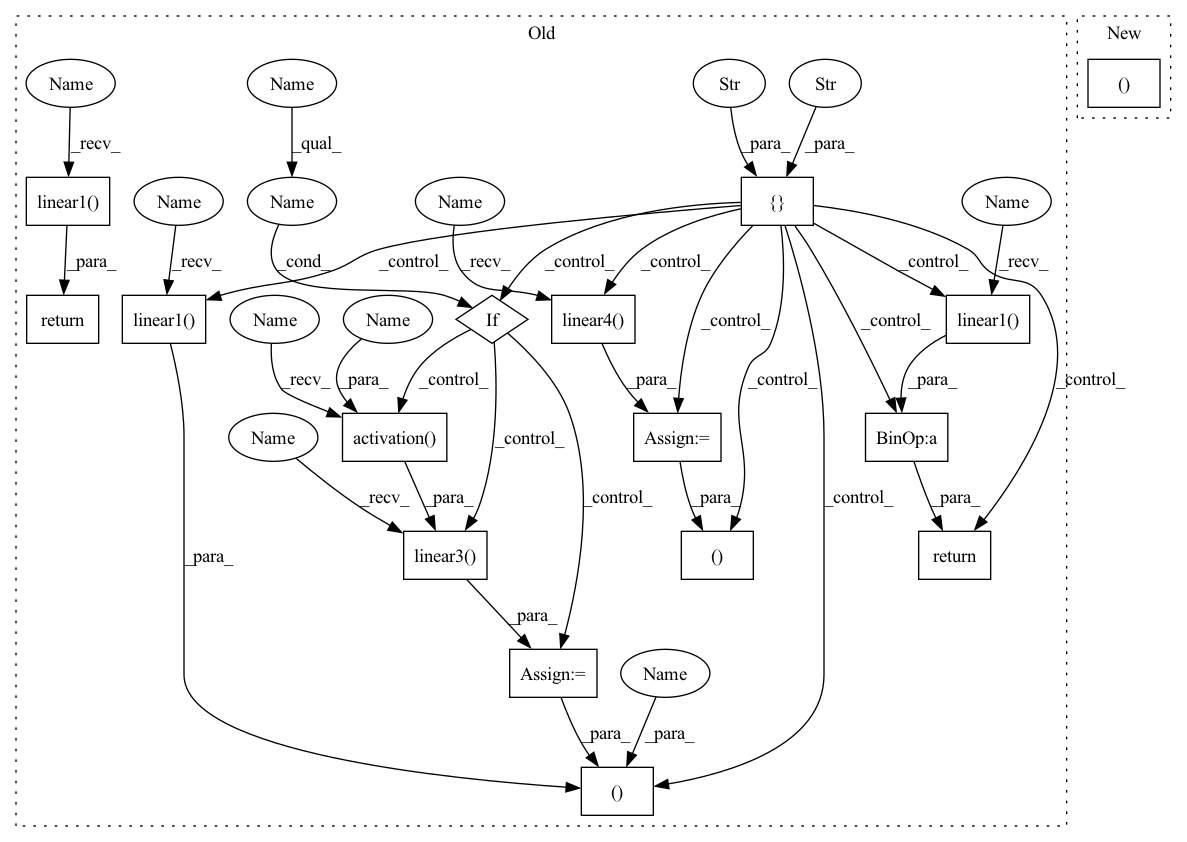 Old
New
Name
Name
Str
Str
()
_recv_
_qual_
_para_
_para_
linear1()
Name
Name
Name
{}
Name
_para_
_recv_
_cond_
_control_
_recv_
_control_
_control_
_recv_
return
linear1()
Name
Name
If
linear4()
linear1()
_control_
_control_
_recv_
_para_
_control_
_para_
_control_
_para_
_control_
Name
activation()
_control_
Assign:=
BinOp:a
_recv_
_para_
_control_
_para_
_control_
_para_
_para_
linear3()
()
return
_para_
Assign:=
Name
_para_
_para_
()